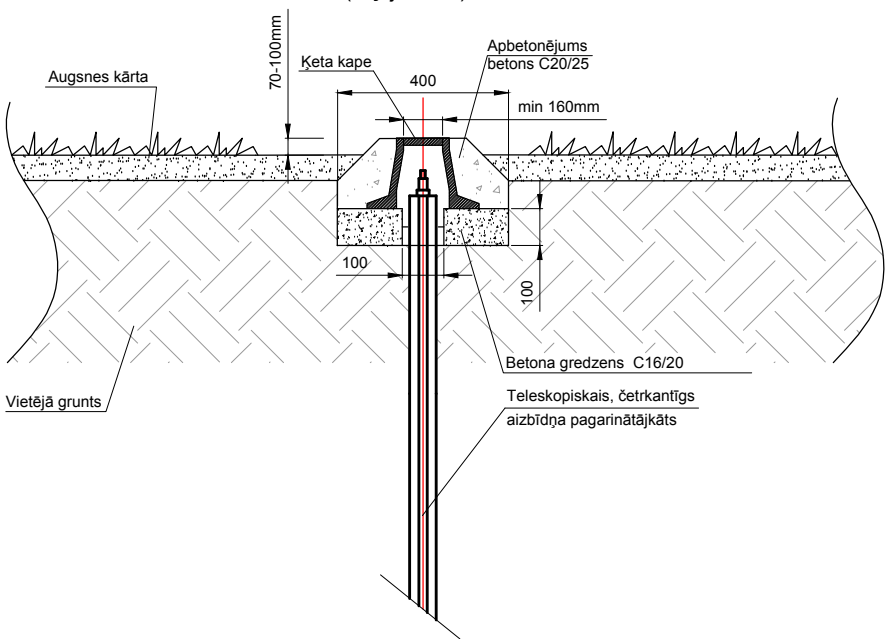 70-100mm
Augsnes kārta
Ķeta kape
Apbetonējums
betons C20/25
400
min 160mm
100
100
Betona gredzens C16/20
Vietējā grunts
Teleskopiskais, četrkantīgs
aizbīdņa pagarinātājkāts